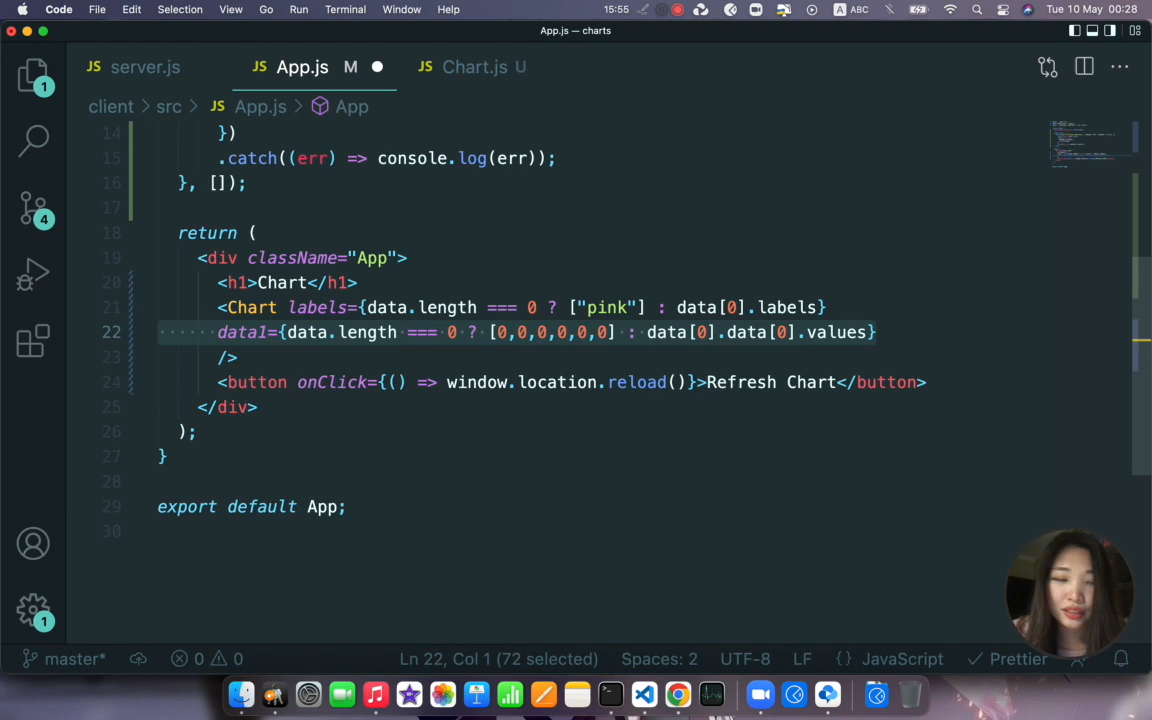 Code File Edit Selection View Go Run Terminal Window Help 15:55 A ABC Tue 10 May 00:28
App.js — charts
JS server.js JS App.js M JS Chart.js U
client > src > JS App.js > App
14 })
15 .catch((err) => console.log(err));
16 }, []);
17
18 return (
19 <div className="App">
20 <h1>Chart</h1>
21 <Chart labels={data.length === 0 ? ["pink"] : data[0].labels}
22 ······data1={data.length·===·0·?·[0,0,0,0,0,0]·:·data[0].data[0].values}
23 />
24 <button onClick={() => window.location.reload()}>Refresh Chart</button>
25 </div>
26 );
27 }
28
29 export default App;
30
1
4
1
master* 0 0 Ln 22, Col 1 (72 selected) Spaces: 2 UTF-8 LF {} JavaScript Prettier